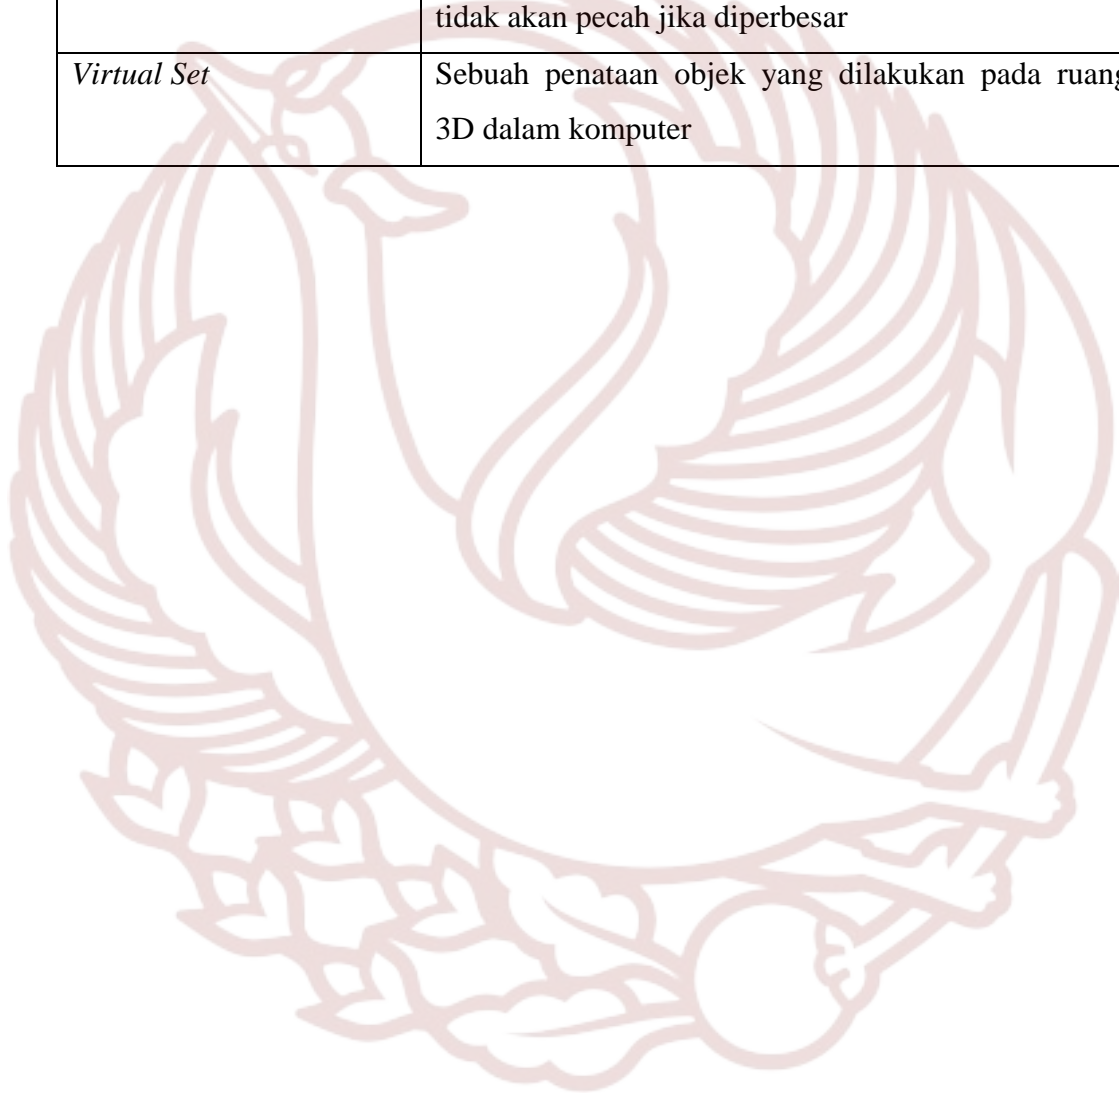 tidak akan pecah jika diperbesar
Virtual Set
Sebuah penataan objek yang dilakukan pada ruang
3D dalam komputer